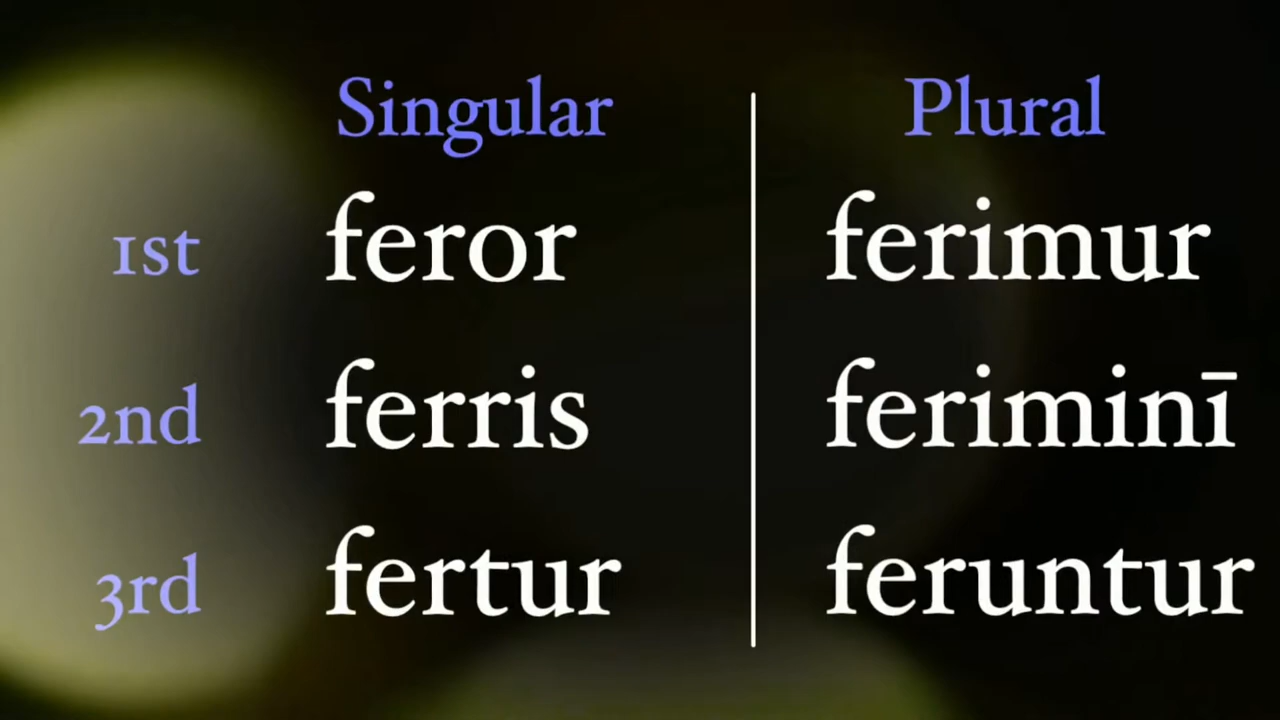 Singular Plural
1st feror ferimur
2nd ferris feriminī
3rd fertur feruntur